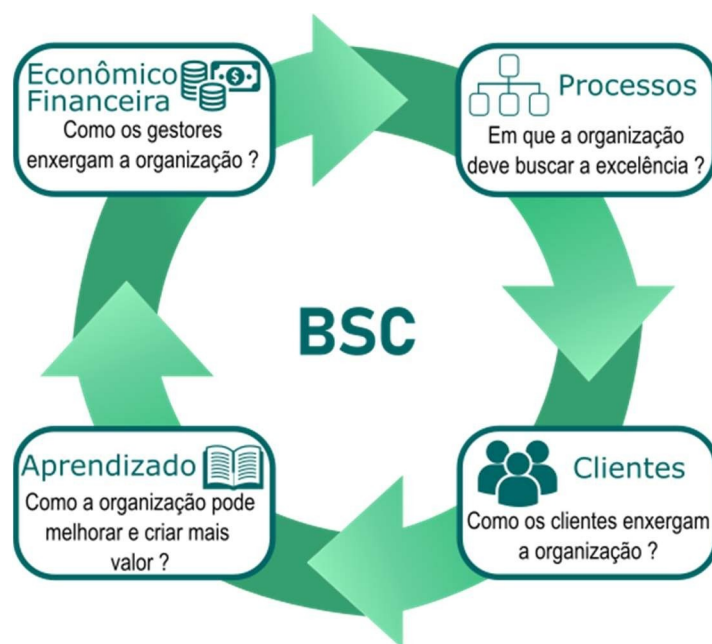 Econômico
Financeira
Como os gestores
enxergam a organização ?
Processos
Em que a organização
deve buscar a excelência ?
BSC
Aprendizado
Como a organização pode
melhorar e criar mais
valor ?
Clientes
Como os clientes enxergam
a organização ?